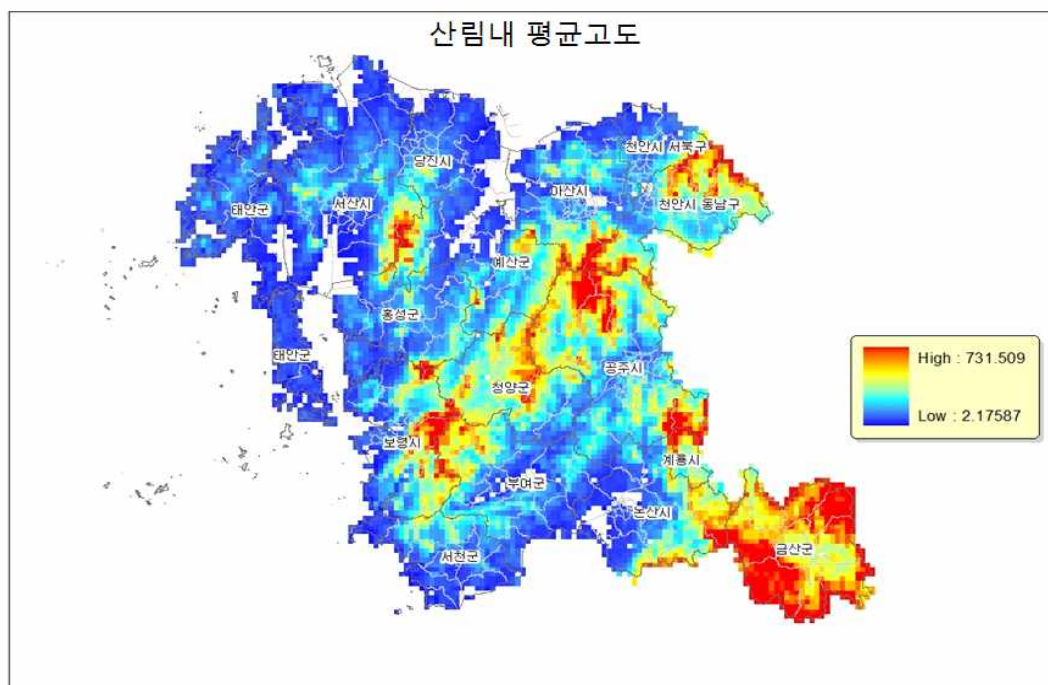 산림내 평균고도
천안시 서북구
당진시
아산시
천안시 동남구
서산시
태안군
예산군
홍성군
태안군
공주시
청양군
보령시
계룡시
부여군
논산시
서천군
금산군
High : 731.509
Low : 2.17587